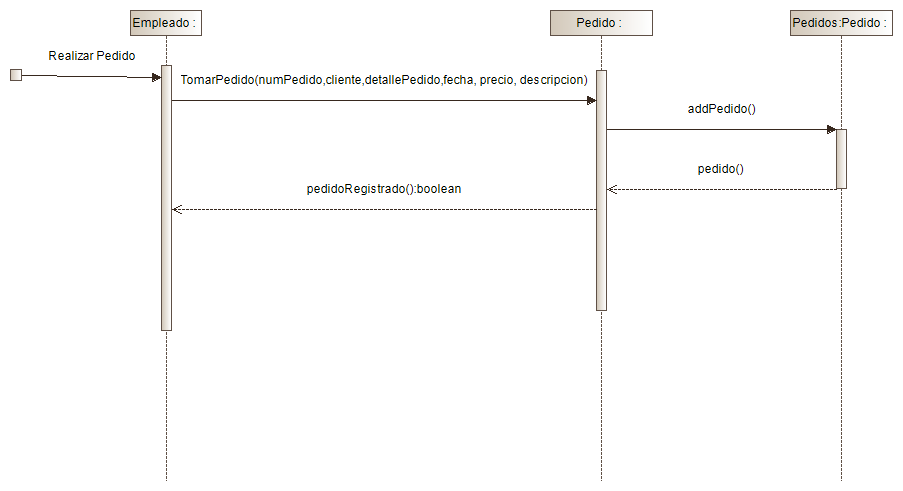 Empleado :
Pedido :
Pedidos:Pedido :
Realizar Pedido
TomarPedido(numPedido,cliente,detallePedido,fecha, precio, descripcion)
addPedido()
pedido()
pedidoRegistrado():boolean